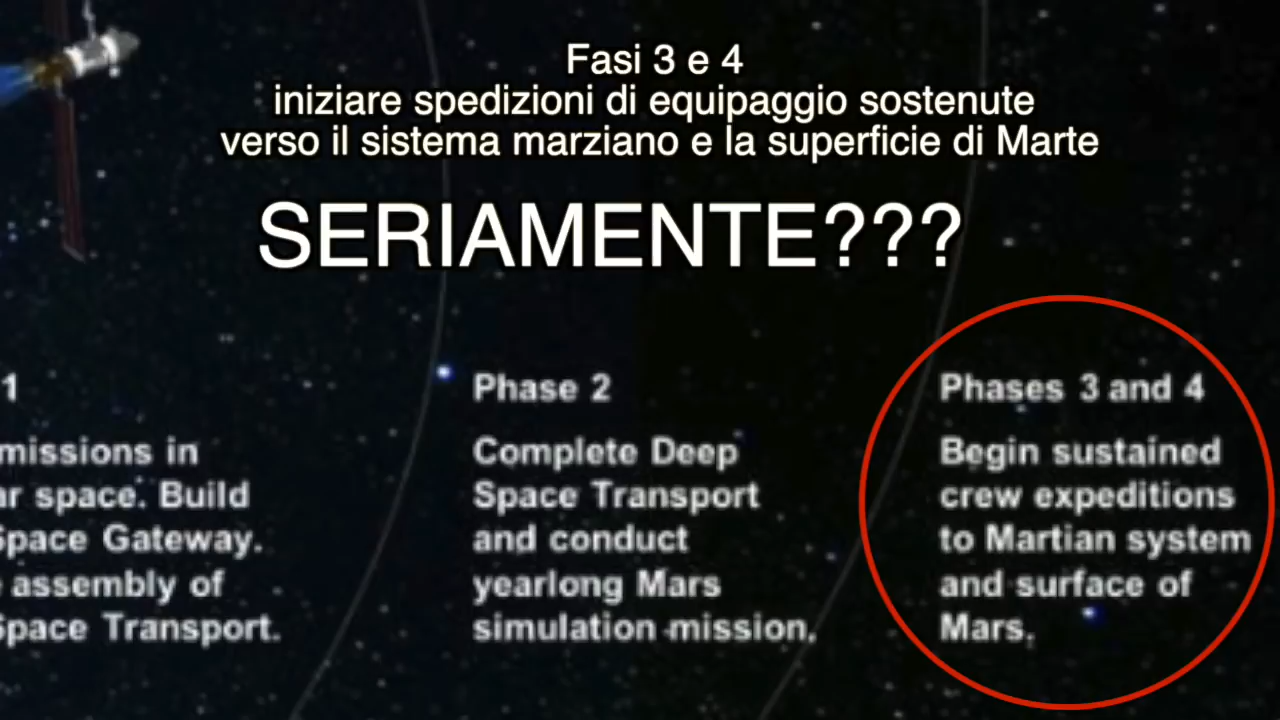 Fasi 3 e 4
iniziare spedizioni di equipaggio sostenute
verso il sistema marziano e la superficie di Marte
SERIAMENTE???
1
missions in
ar space. Build
Space Gateway.
assembly of
Space Transport.
Phase 2
Complete Deep
Space Transport
and conduct
yearlong Mars
simulation mission.
Phases 3 and 4
Begin sustained
crew expeditions
to Martian system
and surface of
Mars.